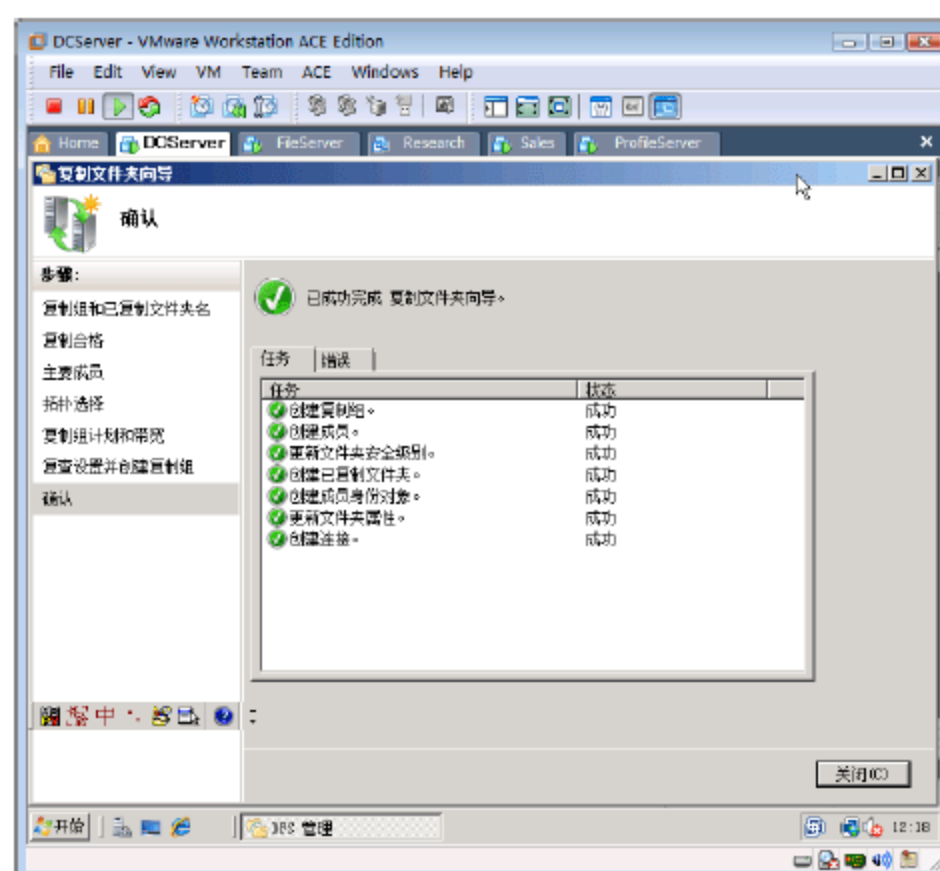 DCServer - VMware Workstation ACE Edition
File Edit View VM Team ACE Windows Help
Home DCServer FileServer Research Sales ProfileServer
复制文件夹向导
确认
步骤:
复制组和已复制文件夹名
复制合格
主要成员
拓扑选择
复制组计划和带宽
复查设置并创建复制组
确认
已成功完成 复制文件夹向导。
任务 错误
任务 状态
创建复制组。 成功
创建成员。 成功
更新文件夹安全级别。 成功
创建已复制文件夹。 成功
创建成员身份对象。 成功
更新文件夹属性。 成功
创建连接。 成功
中
关闭(C)
开始 DFS 管理 12:18